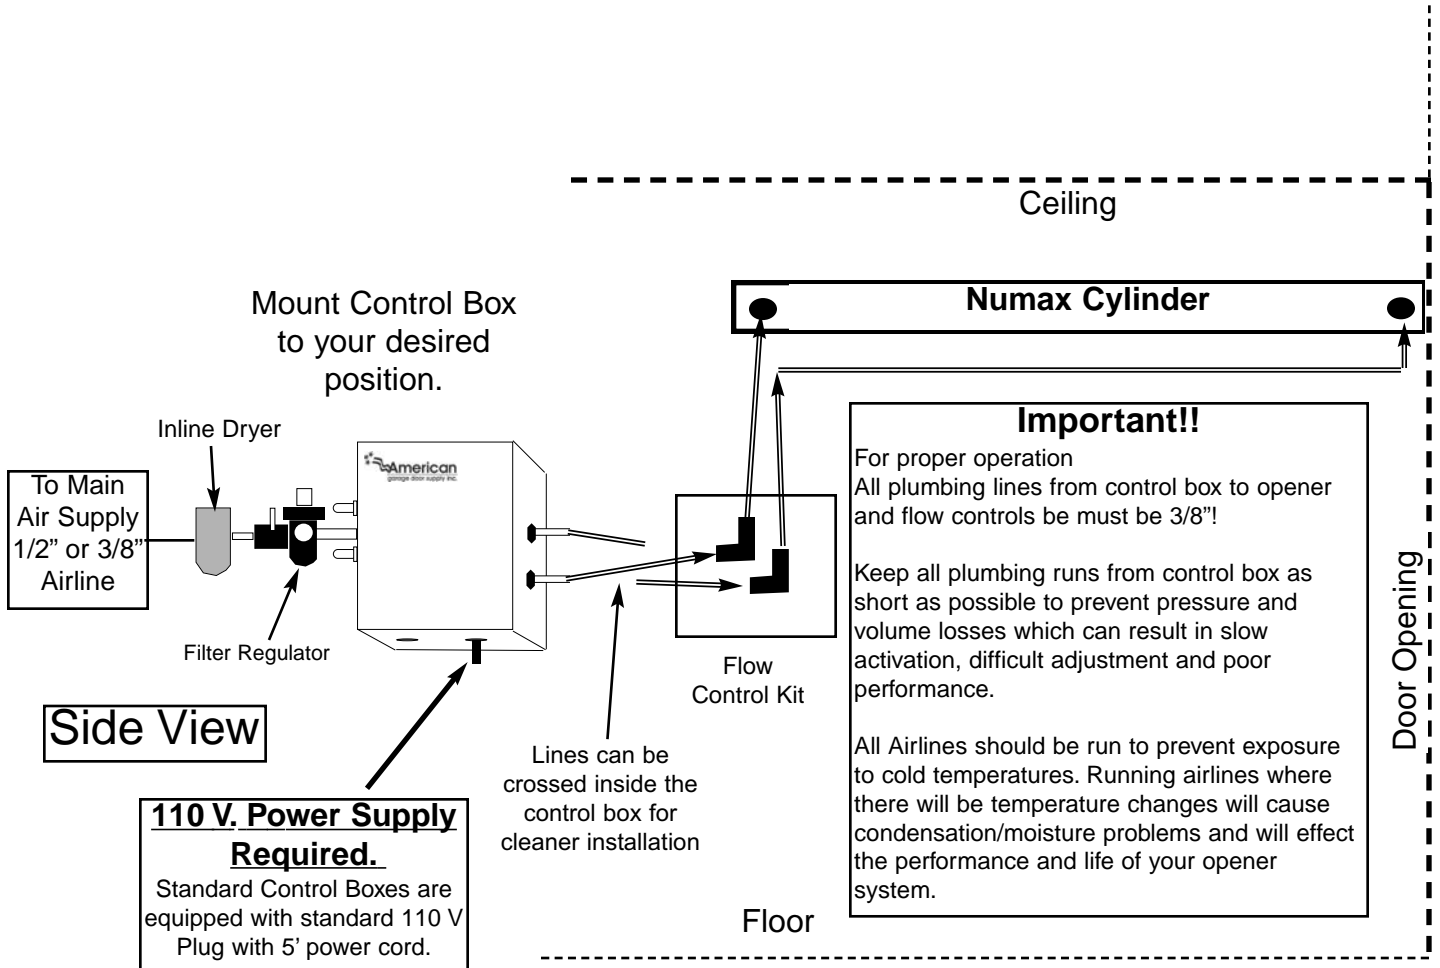 Ceiling
Numax Cylinder
Mount Control Box
to your desired
position.
Inline Dryer
To Main
Air Supply
1/2” or 3/8”
Airline
American
garage door supply inc.
Filter Regulator
Side View
110 V. Power Supply
Required.
Standard Control Boxes are
equipped with standard 110 V
Plug with 5’ power cord.
Lines can be
crossed inside the
control box for
cleaner installation
Flow
Control Kit
Important!!
For proper operation
All plumbing lines from control box to opener
and flow controls be must be 3/8”!
Keep all plumbing runs from control box as
short as possible to prevent pressure and
volume losses which can result in slow
activation, difficult adjustment and poor
performance.
All Airlines should be run to prevent exposure
to cold temperatures. Running airlines where
there will be temperature changes will cause
condensation/moisture problems and will effect
the performance and life of your opener
system.
Door Opening
Floor